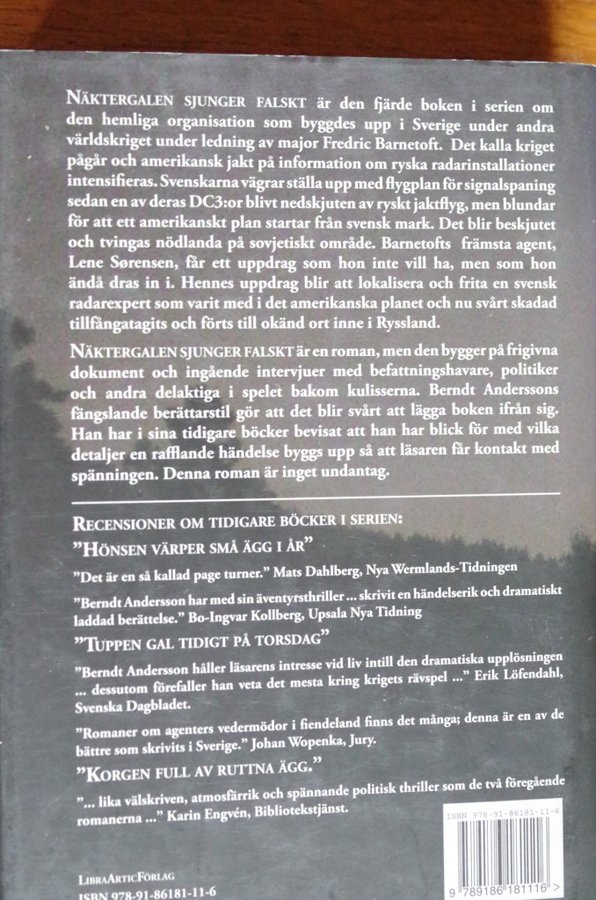 NÄKTERGALEN SJUNGER FALSKT är den fjärde boken i serien om
den hemliga organisation som byggdes upp i Sverige under andra
världskriget under ledning av major Fredric Barnetoft. Det kalla kriget
pågår och amerikansk jakt på information om ryska radarinstallationer
intensifieras. Svenskarna vägrar ställa upp med flygplan för signalspaning
sedan en av deras DC3:or blivt nedskjuten av ryskt jaktflyg, men blundar
för att ett amerikanskt plan startar från svensk mark. Det blir beskjutet
och tvingas nödlanda på sovjetiskt område. Barnetofts främsta agent,
Lene Sørensen, får ett uppdrag som hon inte vill ha, men som hon
ändå dras in i. Hennes uppdrag blir att lokalisera och frita en svensk
radarexpert som varit med i det amerikanska planet och nu svårt skadad
tillfångatagits och förts till okänd ort inne i Ryssland.
NÄKTERGALEN SJUNGER FALSKT är en roman, men den bygger på frigivna
dokument och ingående intervjuer med befattningshavare, politiker
och andra delaktiga i spelet bakom kulisserna. Berndt Anderssons
fängslande berättarstil gör att det blir svårt att lägga boken ifrån sig.
Han har i sina tidigare böcker bevisat att han har blick för med vilka
detaljer en rafflande händelse byggs upp så att läsaren får kontakt med
spänningen. Denna roman är inget undantag.
RECENSIONER OM TIDIGARE BÖCKER I SERIEN:
”HÖNSEN VÄRPER SMÅ ÄGG I ÅR”
”Det är en så kallad page turner.” Mats Dahlberg, Nya Wermlands-Tidningen
”Berndt Andersson har med sin äventyrsthriller ... skrivit en händelserik och dramatiskt
laddad berättelse.” Bo-Ingvar Kollberg, Upsala Nya Tidning
”TUPPEN GAL TIDIGT PÅ TORSDAG”
”Berndt Andersson håller läsarens intresse vid liv intill den dramatiska upplösningen
... dessutom förefaller han veta det mesta kring krigets rävspel ...” Erik Löfendahl,
Svenska Dagbladet.
”Romaner om agenters vedermödor i fiendeland finns det många; denna är en av de
bättre som skrivits i Sverige.” Johan Wopenka, Jury.
”KORGEN FULL AV RUTTNA ÄGG.”
”... lika välskriven, atmosfärrik och spännande politisk thriller som de två föregående
romanerna ...” Karin Engvén, Bibliotekstjänst.
ISBN 978-91-86181-11-6
9 789186 181116 >
LIBRAARTICFÖRLAG
ISBN 978-91-86181-11-6